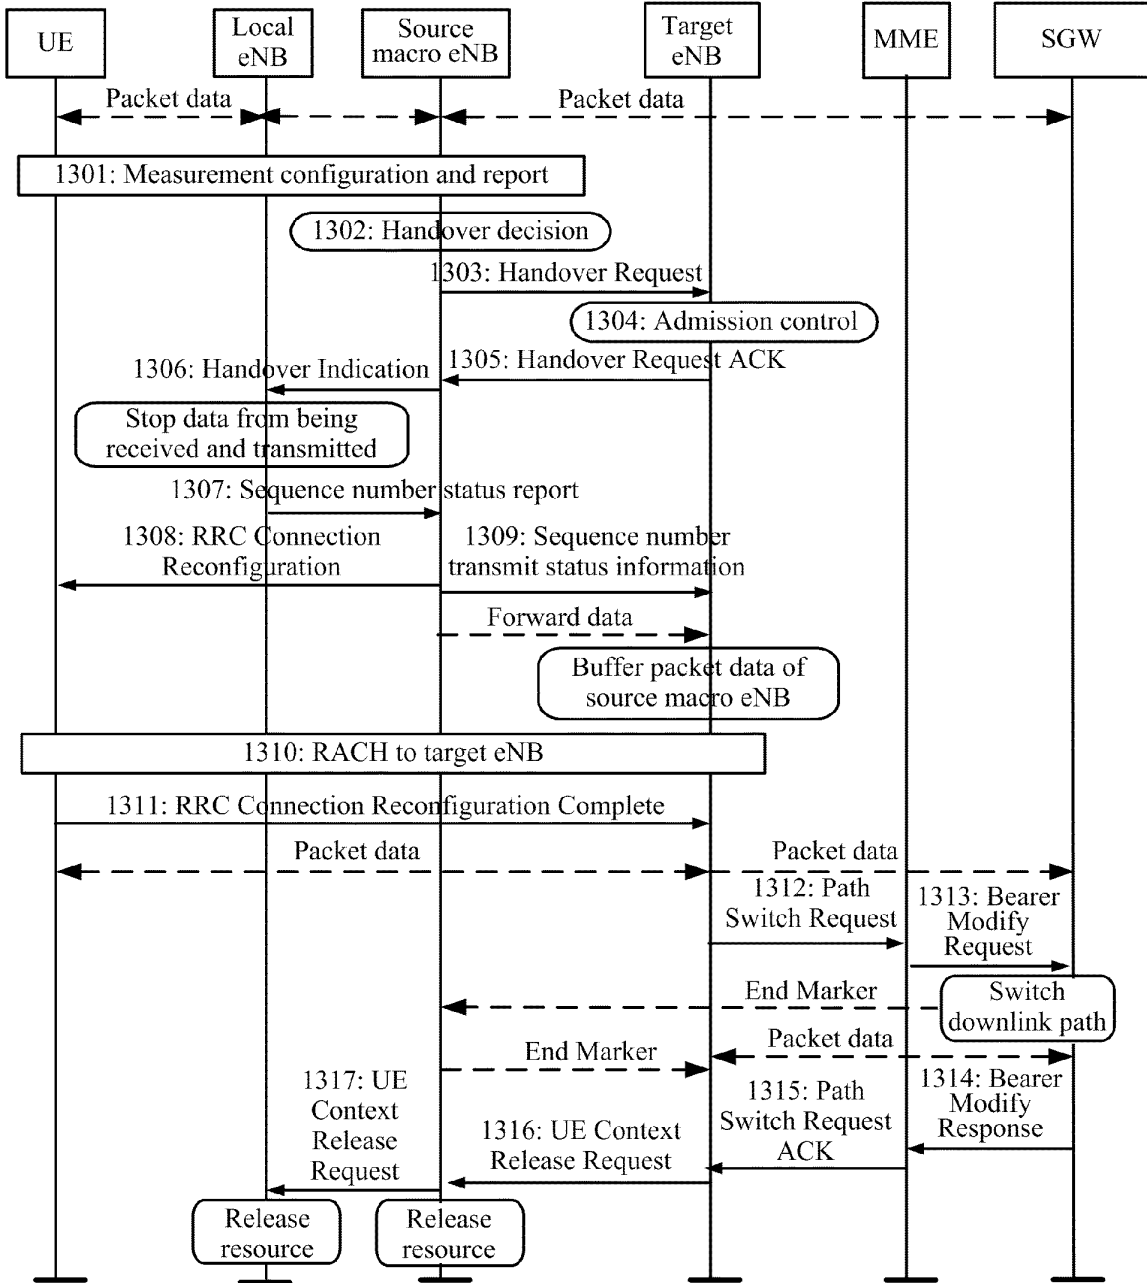 UE
Local
eNB
Source
macro eNB
Target
eNB
MME
SGW
Packet data
Packet data
1301: Measurement configuration and report
1302: Handover decision
1303: Handover Request
1304: Admission control
1305: Handover Request ACK
1306: Handover Indication
Stop data from being
received and transmitted
1307: Sequence number status report
1308: RRC Connection
Reconfiguration
1309: Sequence number
transmit status information
Forward data
Buffer packet data of
source macro eNB
1310: RACH to target eNB
1311: RRC Connection Reconfiguration Complete
Packet data
Packet data
1312: Path
Switch Request
1313: Bearer
Modify
Request
End Marker
Switch
downlink path
Packet data
End Marker
1314: Bearer
Modify
Response
1315: Path
Switch Request
ACK
1316: UE Context
Release Request
1317: UE
Context
Release
Request
Release
resource
Release
resource